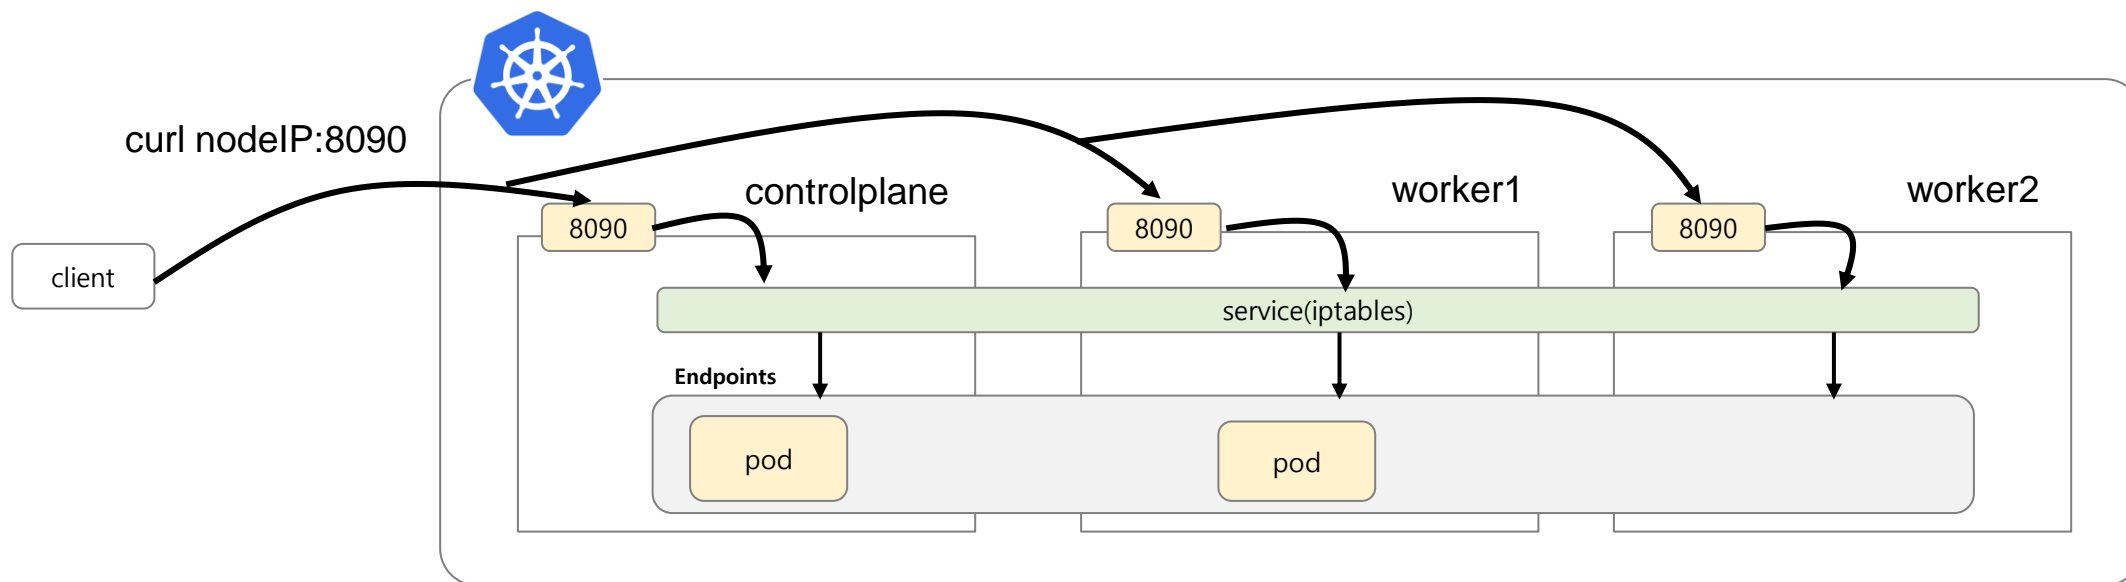 curl nodeIP:8090
controlplane
worker1
worker2
8090
8090
8090
client
service(iptables)
Endpoints
pod
pod